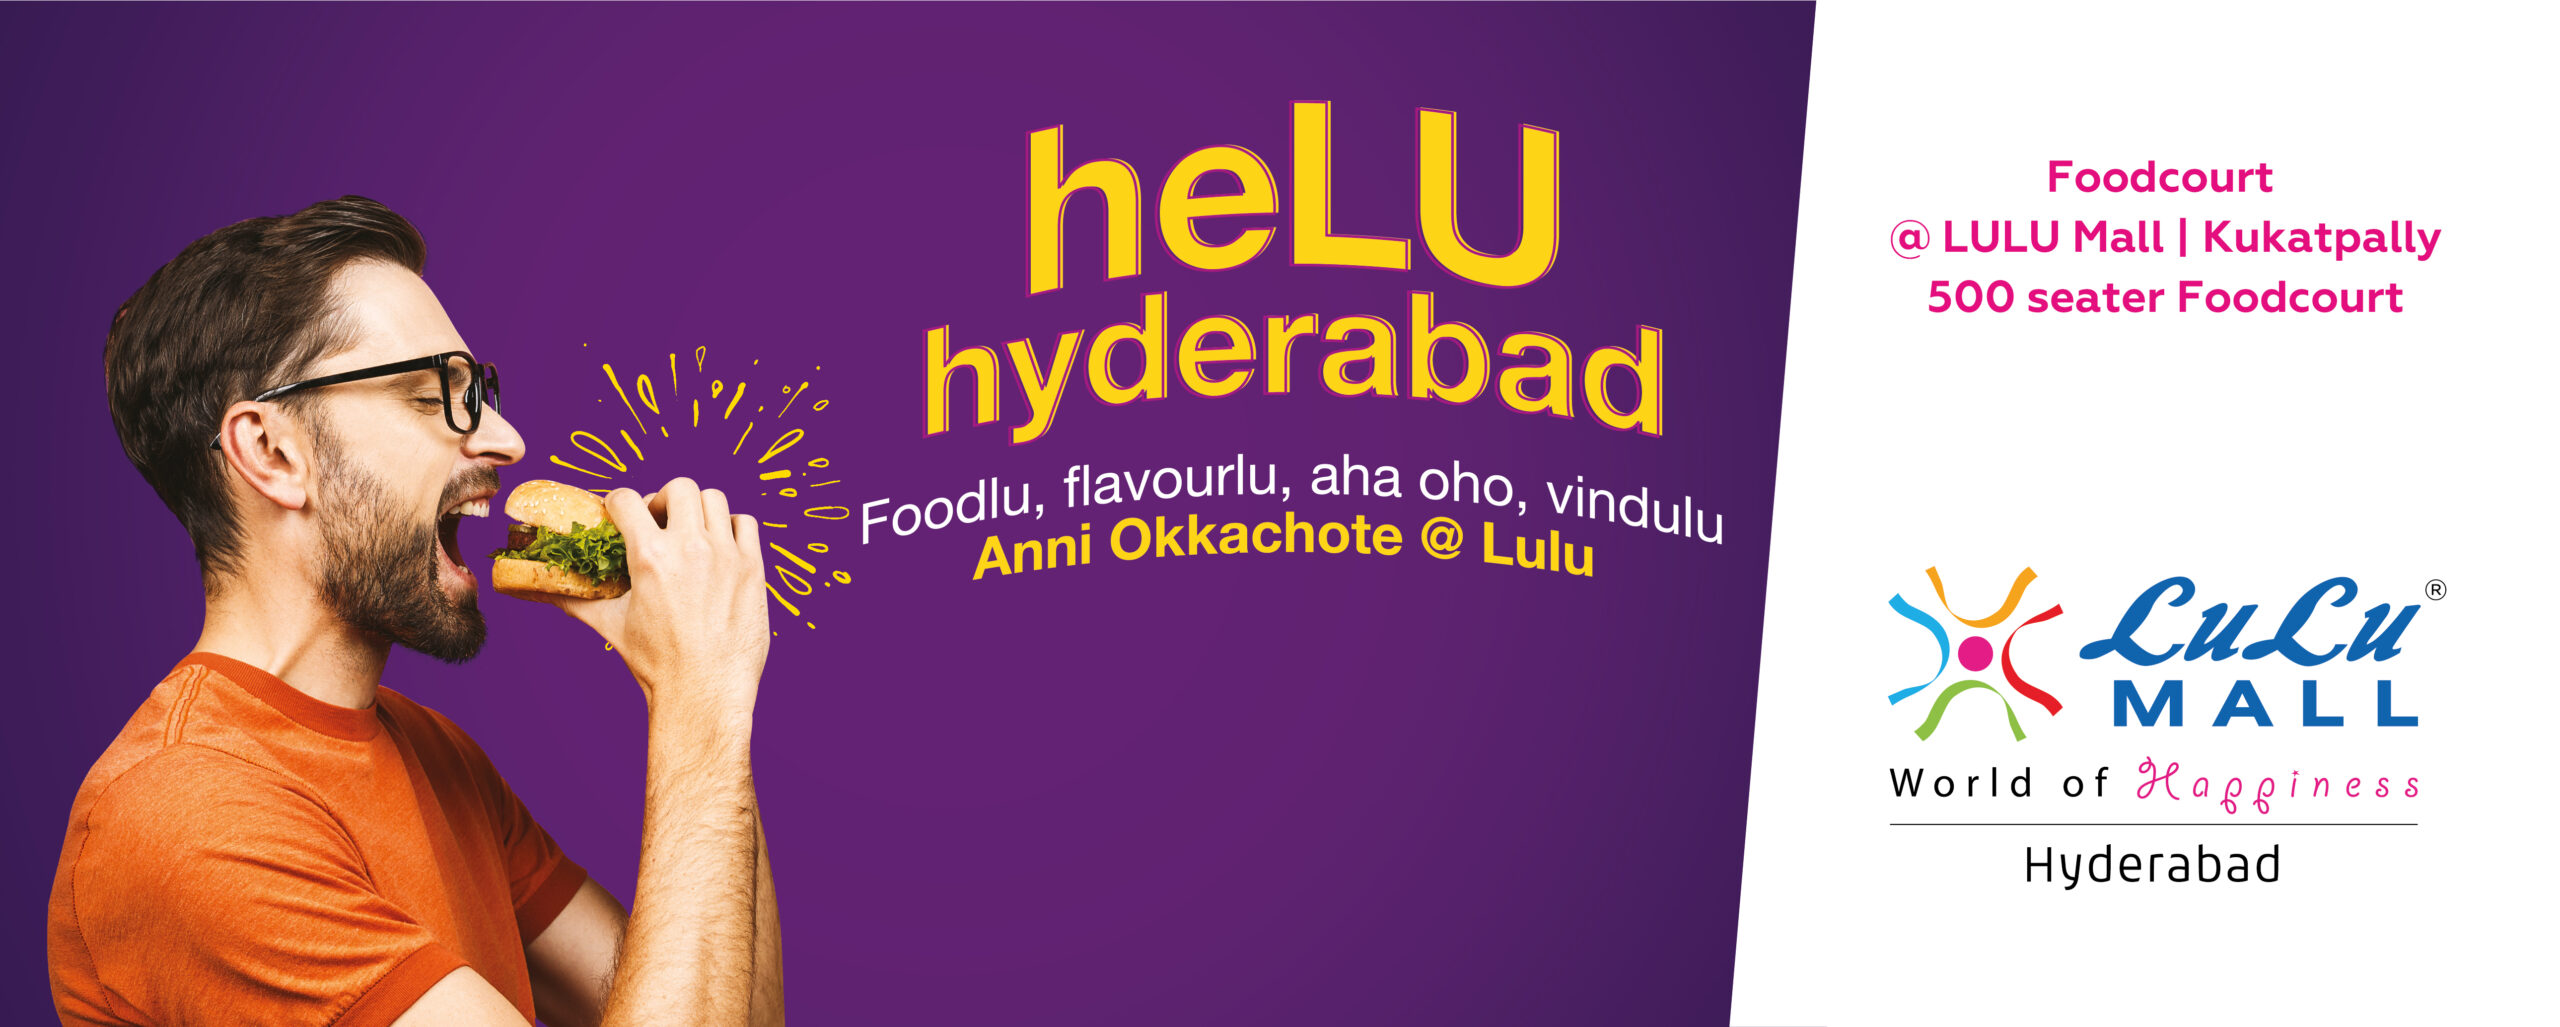 heLU
hyderabad
Foodlu, flavourlu, aha oho, vindulu
Anni Okkachote @ Lulu
Foodcourt
@ LULU Mall | Kukatpally
500 seater Foodcourt
LuLu ®
MALL
World of Happiness
Hyderabad